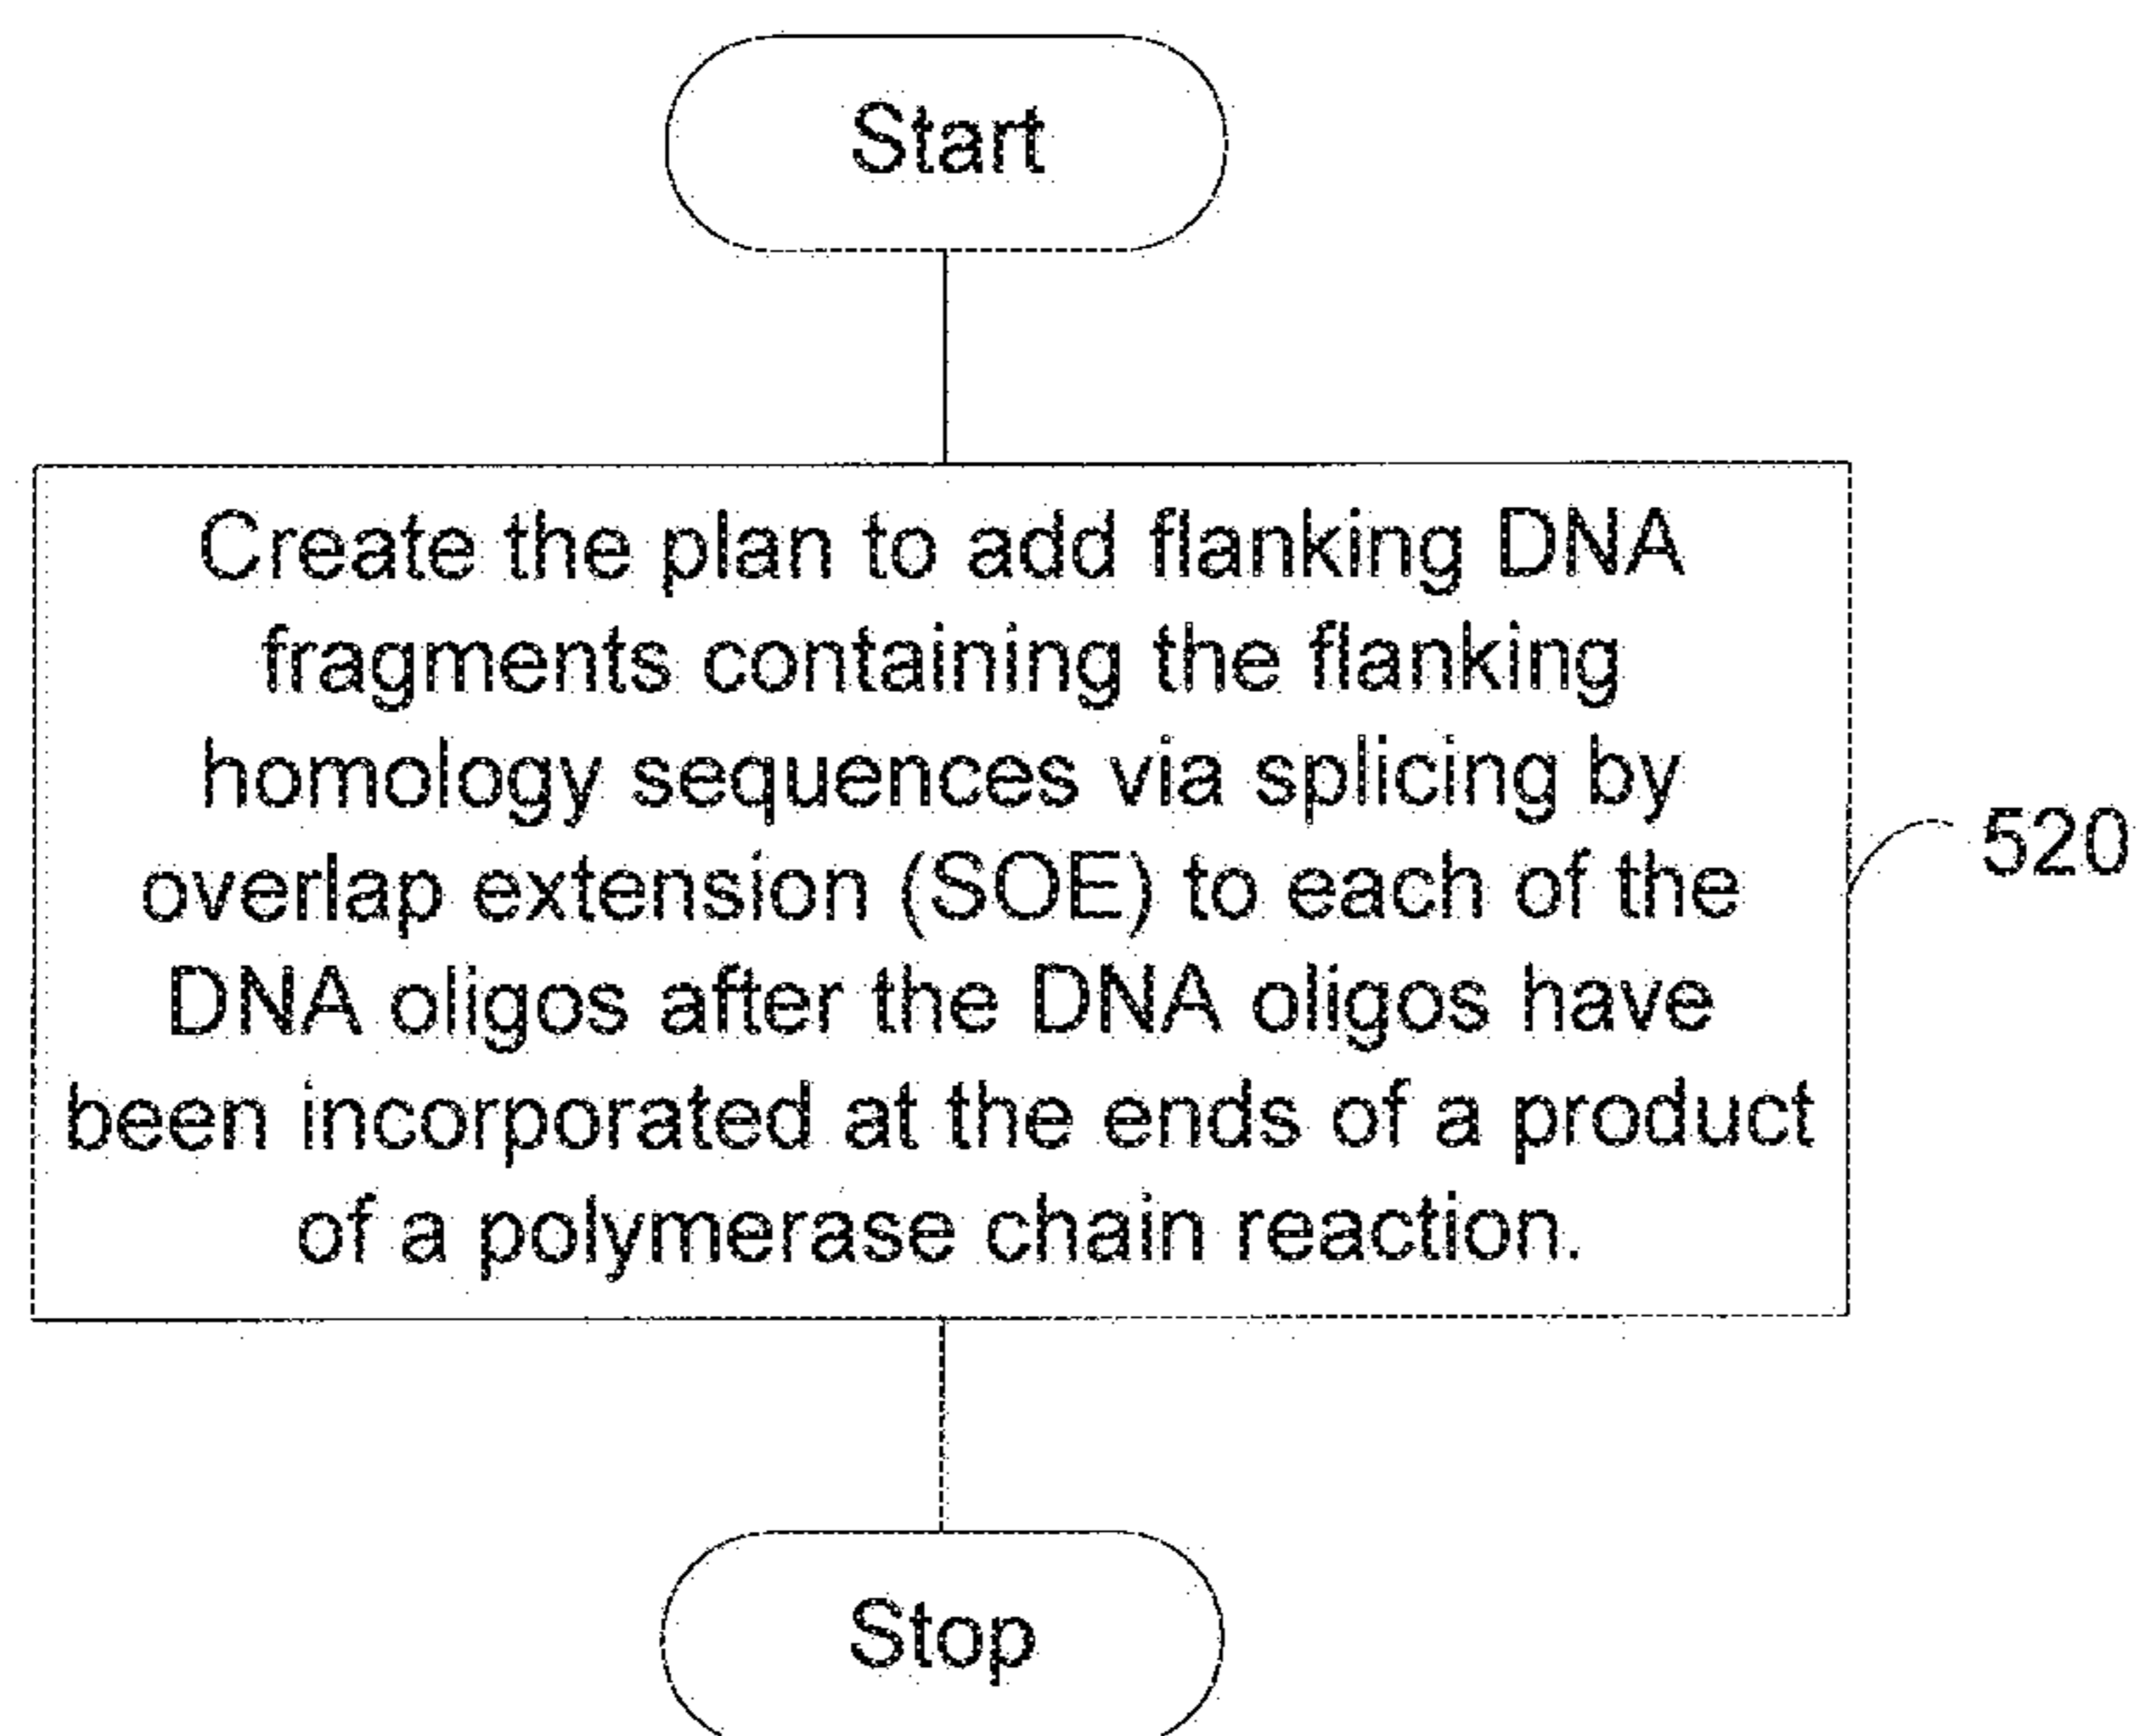 Start
Create the plan to add flanking DNA
fragments containing the flanking
homology sequences via splicing by
overlap extension (SOE) to each of the
DNA oligos after the DNA oligos have
been incorporated at the ends of a product
of a polymerase chain reaction.
520
Stop